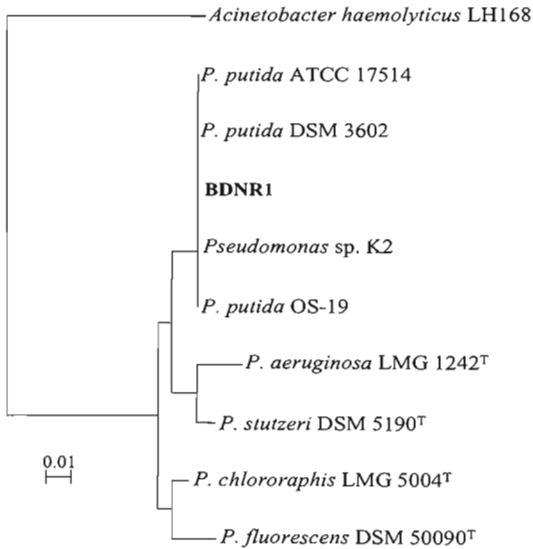 Acinetobacter haemolyticus LH168
P. putida ATCC 17514
P. putida DSM 3602
BDNR1
Pseudomonas sp. K2
P. putida OS-19
P. aeruginosa LMG 1242ᵀ
P. stutzeri DSM 5190ᵀ
0.01
P. chlororaphis LMG 5004ᵀ
P. fluorescens DSM 50090ᵀ